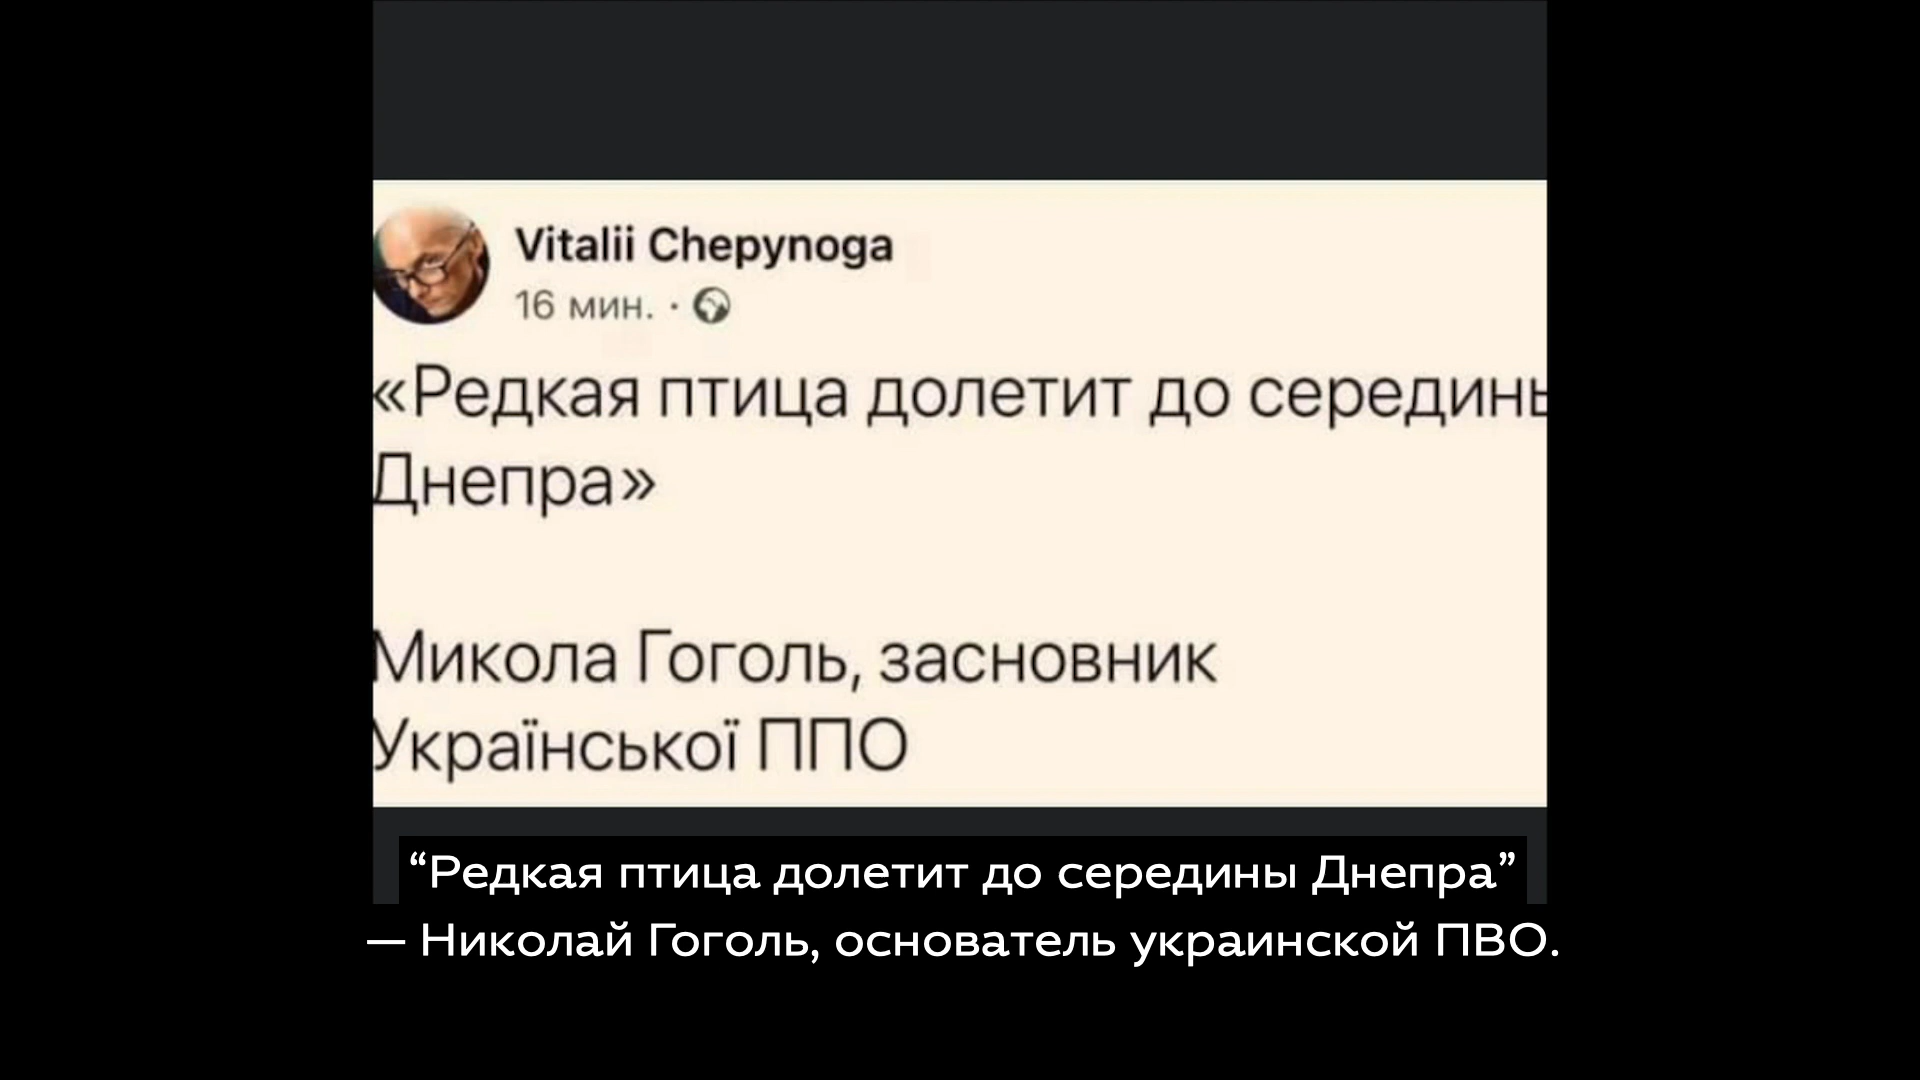 Vitalii Chepynoga
16 мин. ·
«Редкая птица долетит до середины
Днепра»
Микола Гоголь, засновник
Української ППО
“Редкая птица долетит до середины Днепра”
— Николай Гоголь, основатель украинской ПВО.